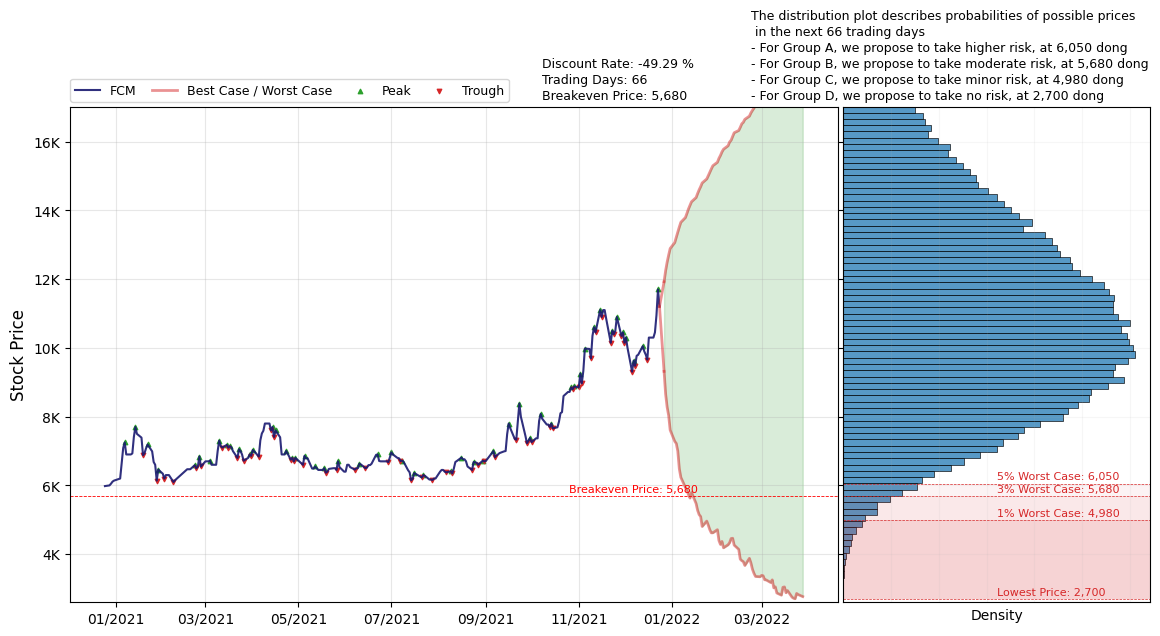 The distribution plot describes probabilities of possible prices
in the next 66 trading days
- For Group A, we propose to take higher risk, at 6,050 dong
- For Group B, we propose to take moderate risk, at 5,680 dong
- For Group C, we propose to take minor risk, at 4,980 dong
- For Group D, we propose to take no risk, at 2,700 dong
Discount Rate: -49.29 %
Trading Days: 66
Breakeven Price: 5,680
FCM
Best Case / Worst Case
Peak
Trough
Stock Price
16K
14K
12K
10K
8K
6K
4K
Breakeven Price: 5,680
5% Worst Case: 6,050
3% Worst Case: 5,680
1% Worst Case: 4,980
Lowest Price: 2,700
01/2021
03/2021
05/2021
07/2021
09/2021
11/2021
01/2022
03/2022
Density